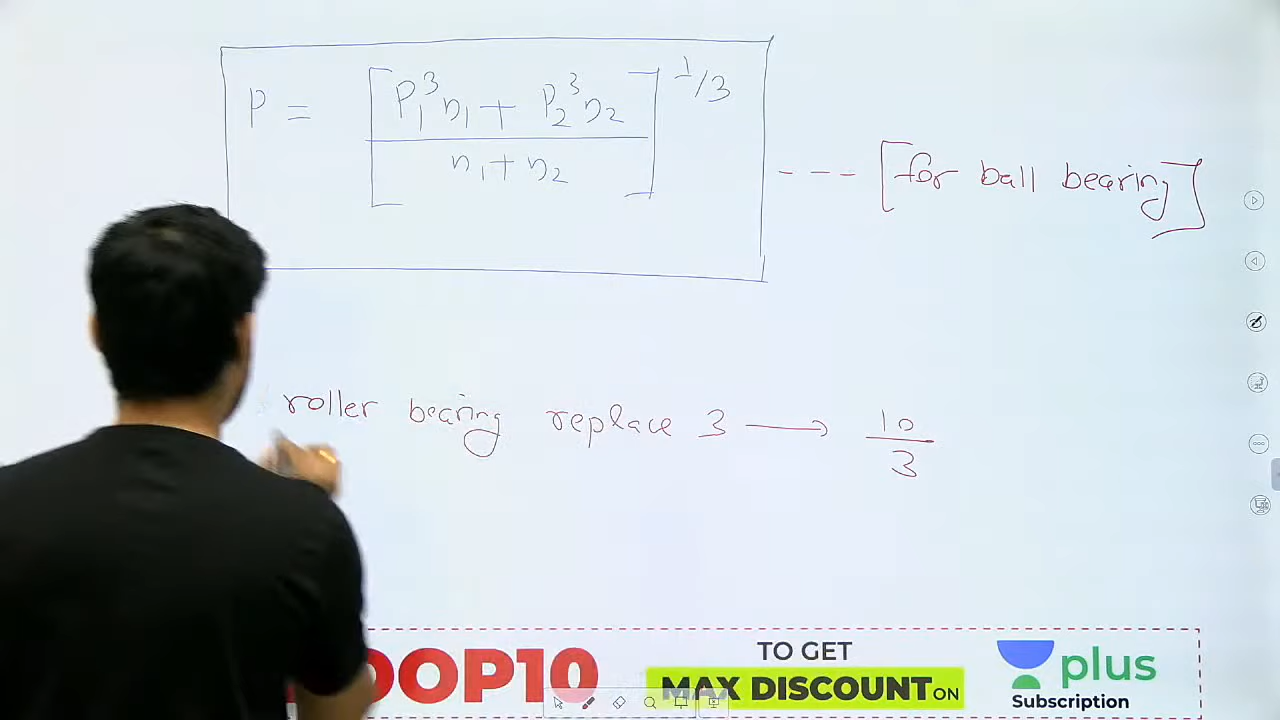 P = [ P₁³n₁ + P₂³n₂ / n₁ + n₂ ]^1/3 --- [for ball bearing]
roller bearing replace 3 → 10/3
OOP10
TO GET
MAX DISCOUNT ON
plus
Subscription